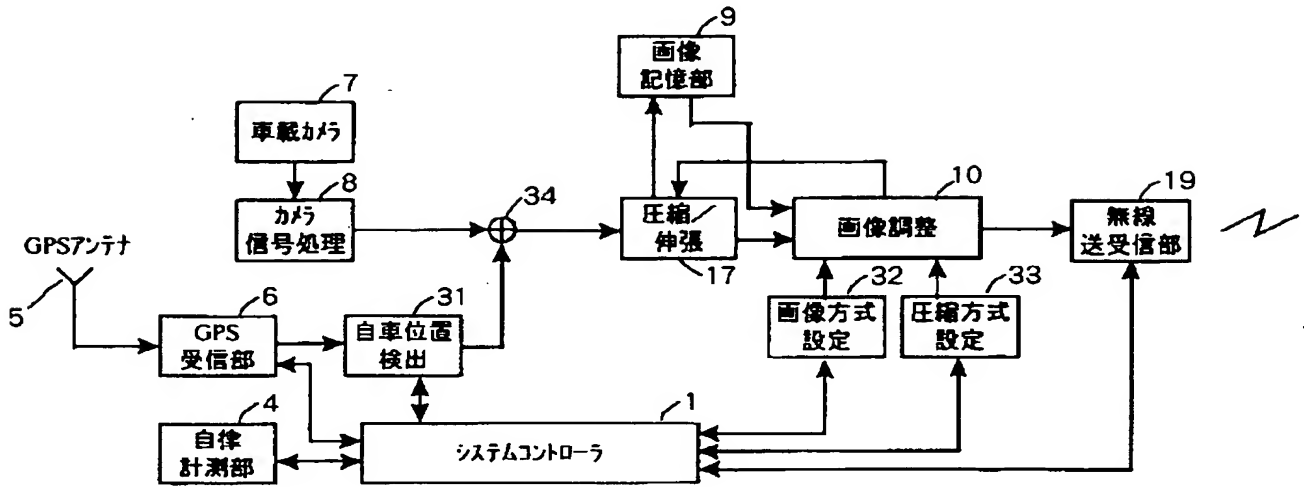 9
画像
記憶部
7
車載カメラ
8
カメラ
信号処理
34
圧縮／
伸張
17
10
画像調整
19
無線
送受信部
GPSアンテナ
5
6
GPS
受信部
31
自車位置
検出
32
画像方式
設定
33
圧縮方式
設定
4
自律
計測部
1
システムコントローラ